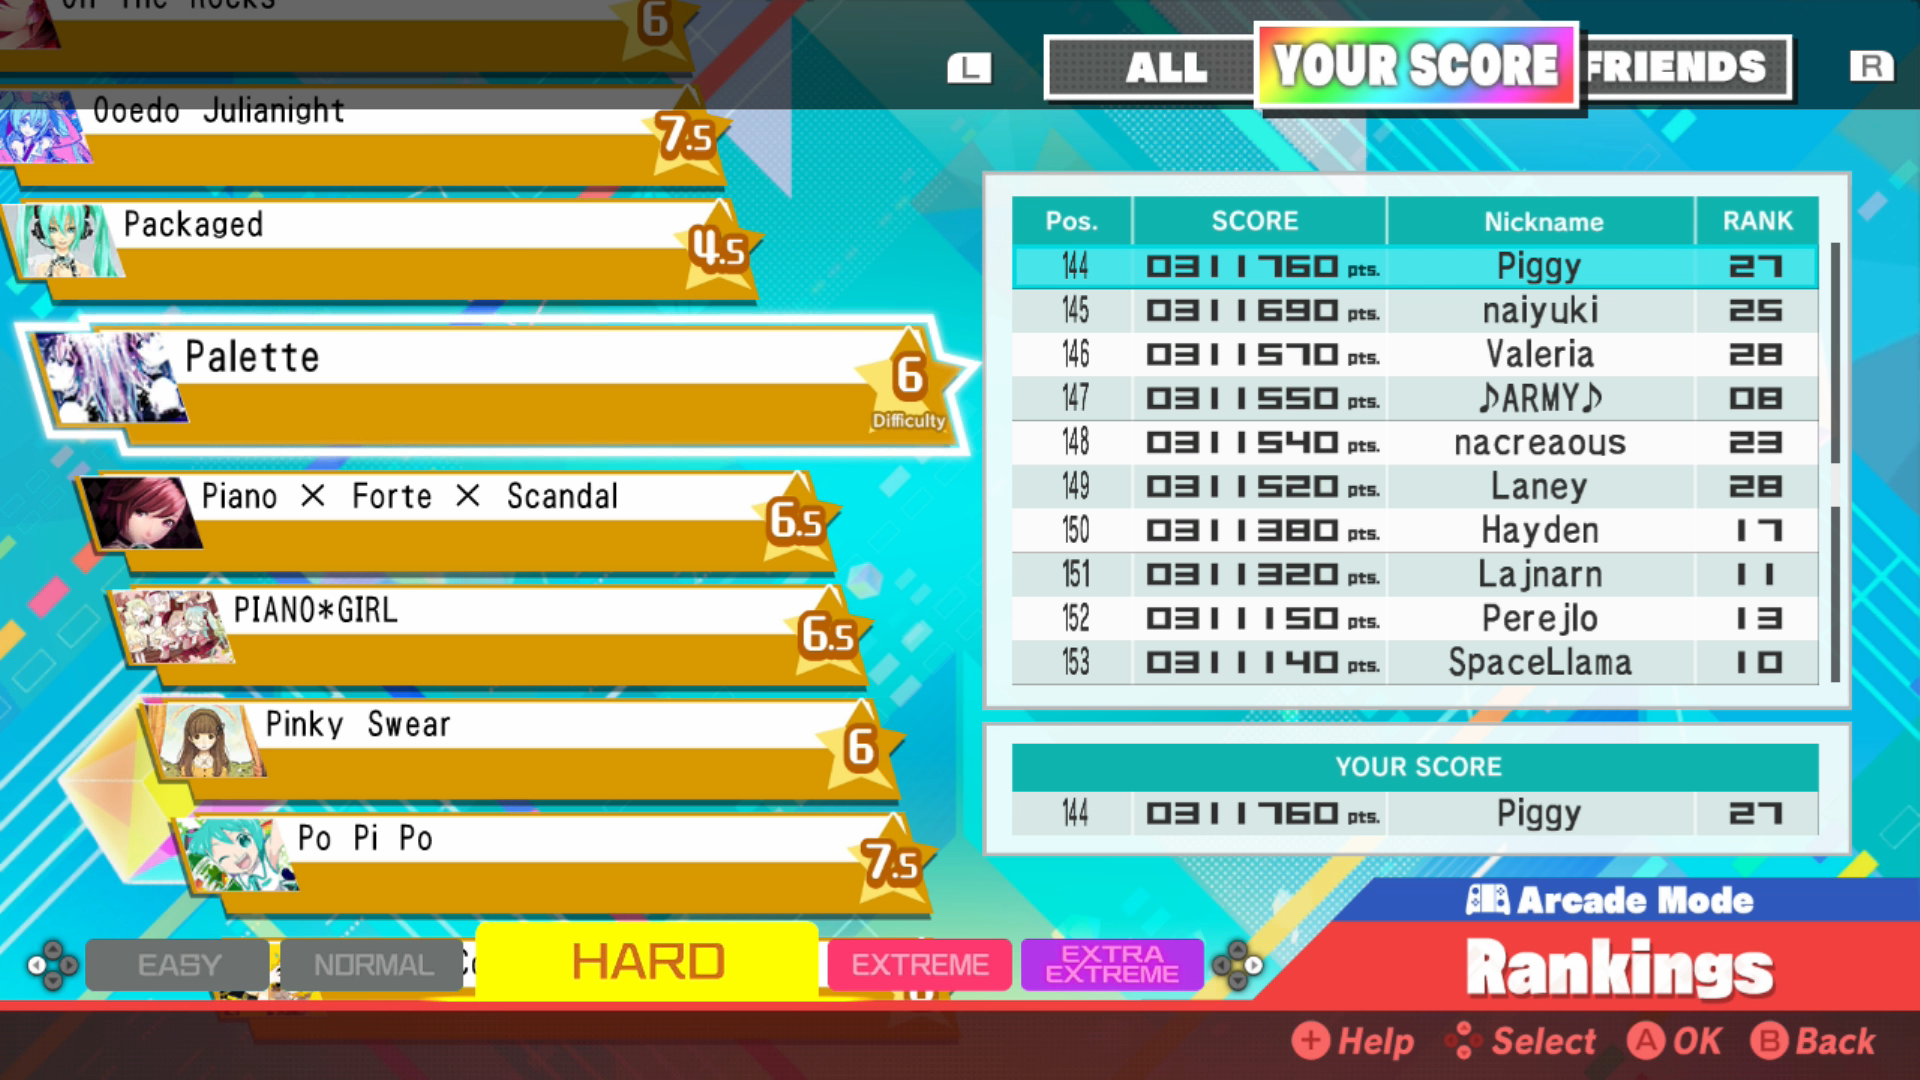 On The Rocks
6
Ooedo Julianight
7.5
Packaged
4.5
Palette
6
Difficulty
Piano × Forte × Scandal
6.5
PIANO*GIRL
6.5
Pinky Swear
6
Po Pi Po
7.5
L
ALL
YOUR SCORE
FRIENDS
R
Pos. SCORE Nickname RANK
144 0311760 pts. Piggy 27
145 0311690 pts. naiyuki 25
146 0311570 pts. Valeria 28
147 0311550 pts. ♪ARMY♪ 08
148 0311540 pts. nacreaous 23
149 0311520 pts. Laney 28
150 0311380 pts. Hayden 17
151 0311320 pts. Lajnarn 11
152 0311150 pts. Perejlo 13
153 0311140 pts. SpaceLlama 10
YOUR SCORE
144 0311760 pts. Piggy 27
Arcade Mode
Rankings
EASY
NORMAL
HARD
EXTREME
EXTRA
EXTREME
+ Help
Select
A OK
B Back